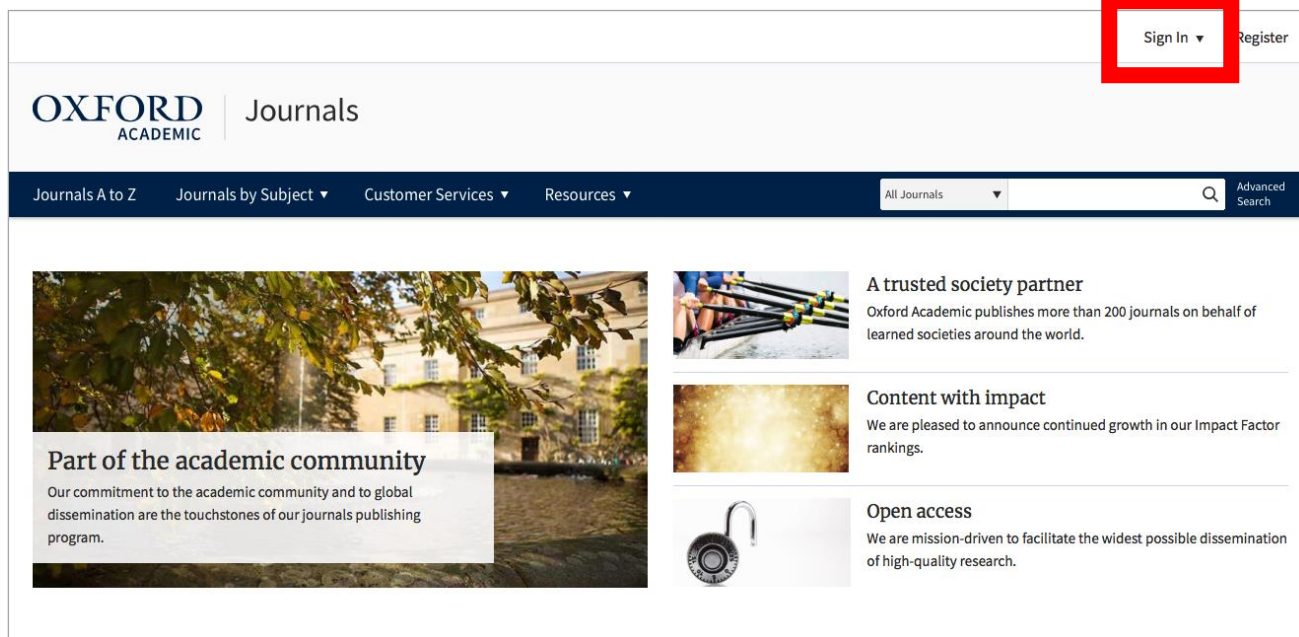 Sign In ▼ Register
OXFORD
ACADEMIC
Journals
Journals A to Z Journals by Subject ▼ Customer Services ▼ Resources ▼ All Journals ▼ Advanced
Search
Part of the academic community
Our commitment to the academic community and to global
dissemination are the touchstones of our journals publishing
program.
A trusted society partner
Oxford Academic publishes more than 200 journals on behalf of
learned societies around the world.
Content with impact
We are pleased to announce continued growth in our Impact Factor
rankings.
Open access
We are mission-driven to facilitate the widest possible dissemination
of high-quality research.